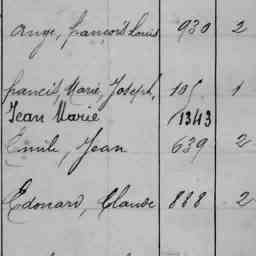 Ange, françois Louis 930 2
francis, Marie, Joseph, 105 1
Jean Marie 1343
Emile, Jean 639 2
Edouard, Claude 888 2